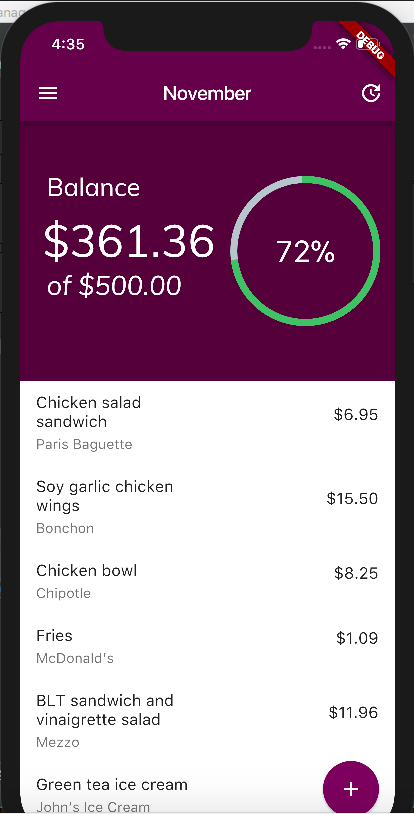 anag
4:35
DEBUG
November
Balance
$361.36
of $500.00
72%
Chicken salad
sandwich
$6.95
Paris Baguette
Soy garlic chicken
wings
$15.50
Bonchon
Chicken bowl
$8.25
Chipotle
Fries
$1.09
McDonald's
BLT sandwich and
vinaigrette salad
$11.96
Mezzo
Green tea ice cream
John's Ice Cream
+